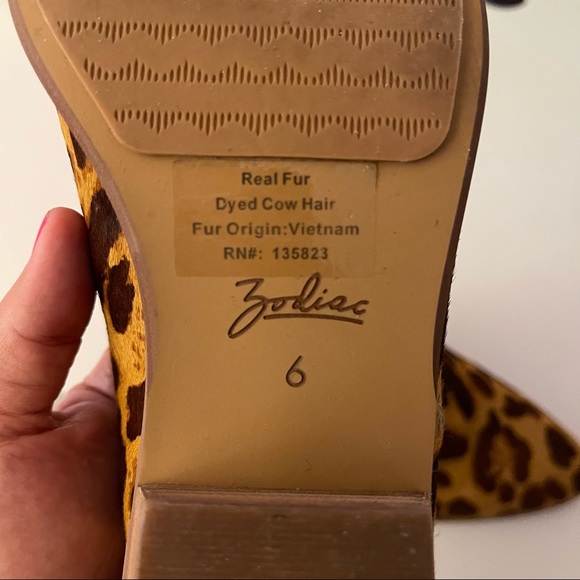 Real Fur
Dyed Cow Hair
Fur Origin:Vietnam
RN#: 135823
Zodiac
6